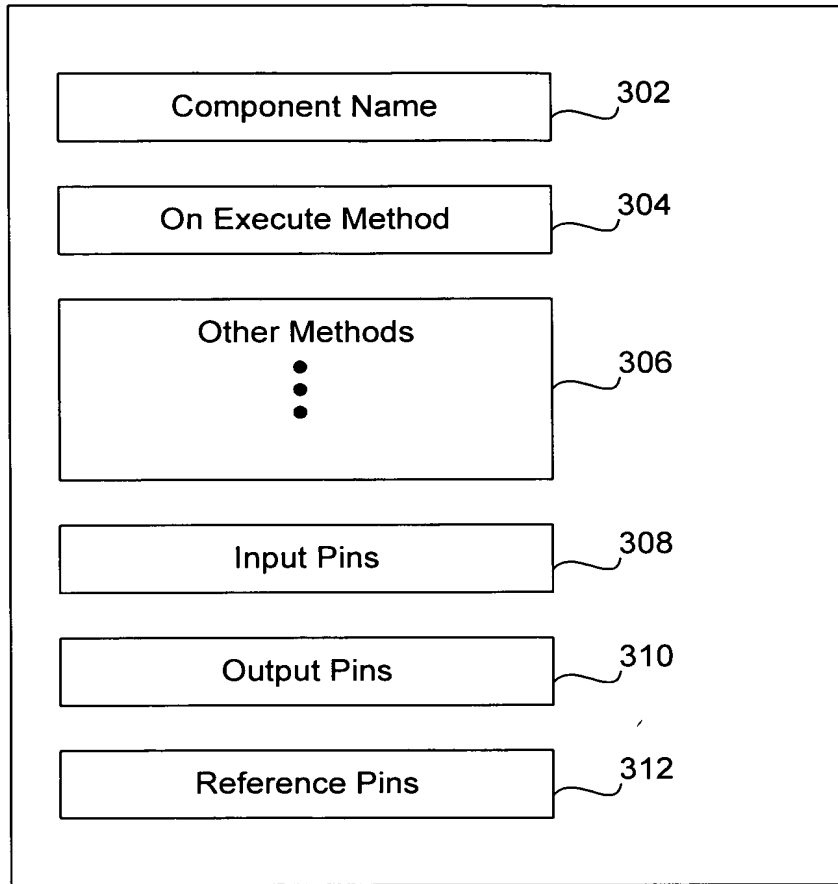 Component Name
302
On Execute Method
304
Other Methods
306
Input Pins
308
Output Pins
310
Reference Pins
312